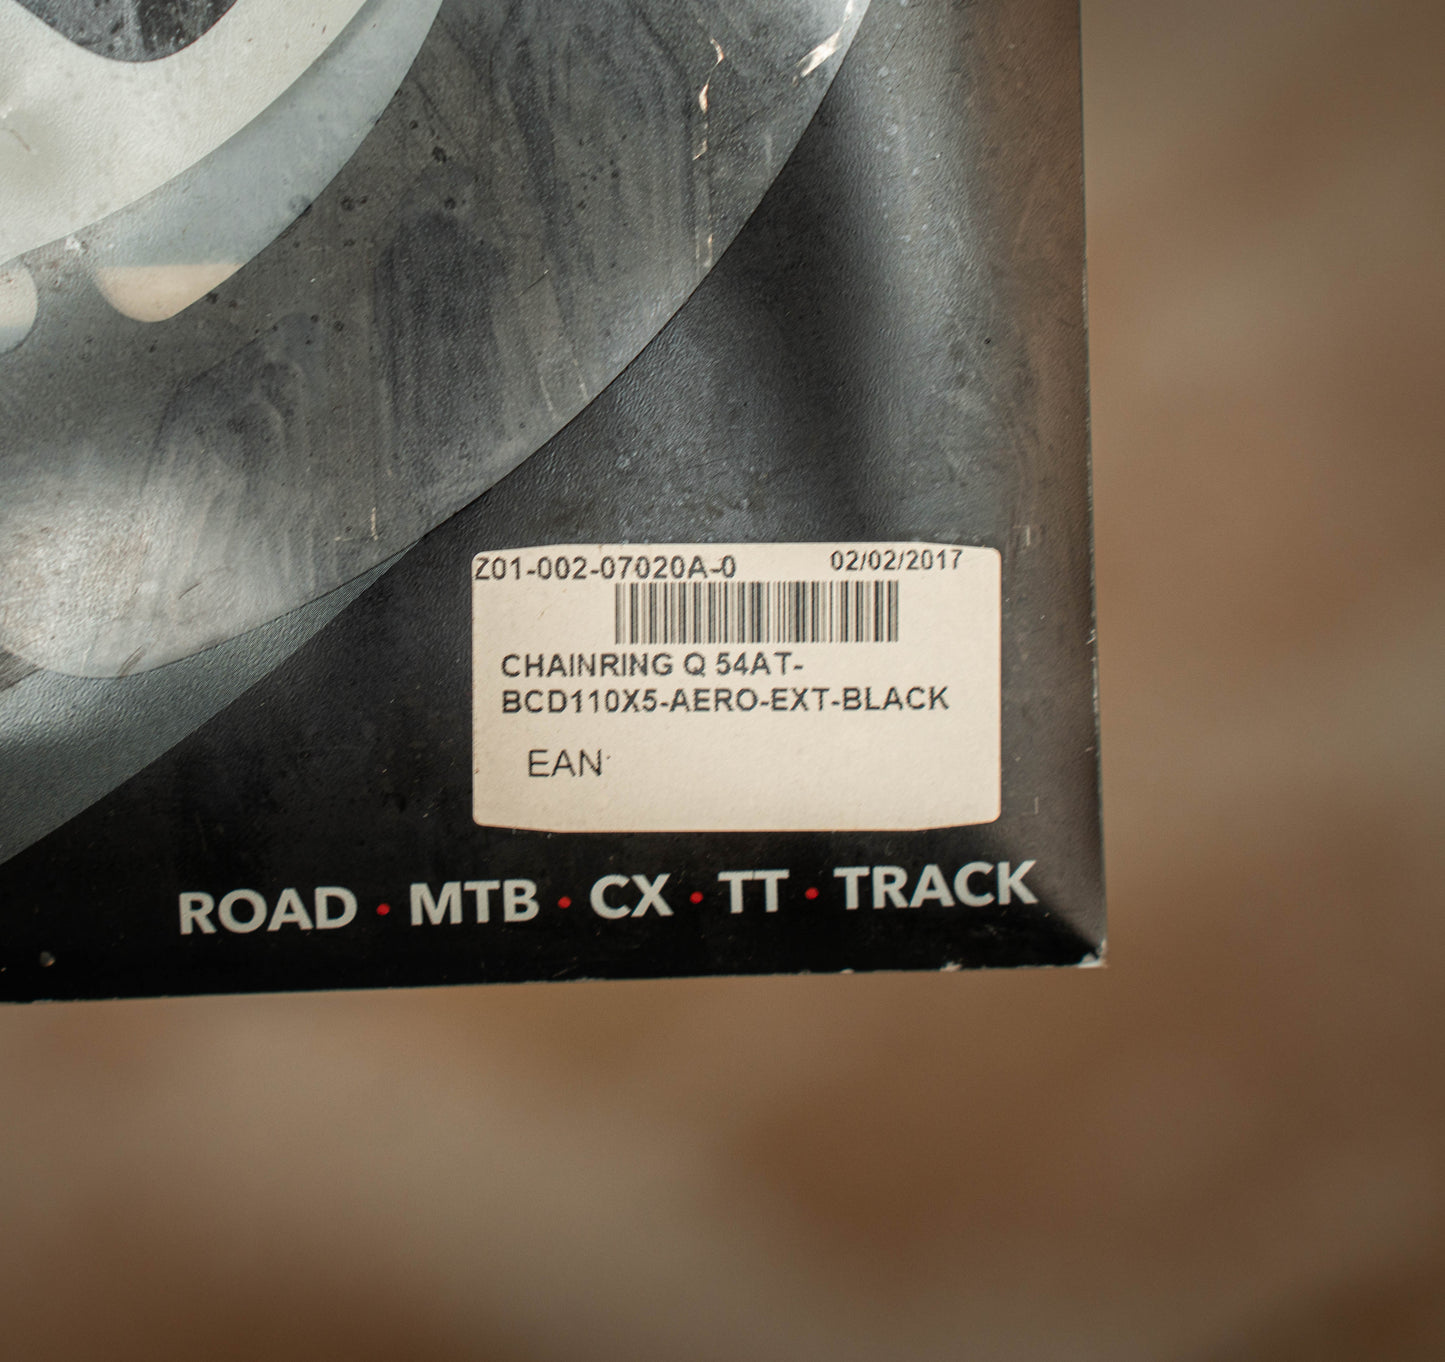 Z01-002-07020A-0 02/02/2017
CHAINRING Q 54AT-
BCD110X5-AERO-EXT-BLACK
EAN
ROAD • MTB • CX • TT • TRACK